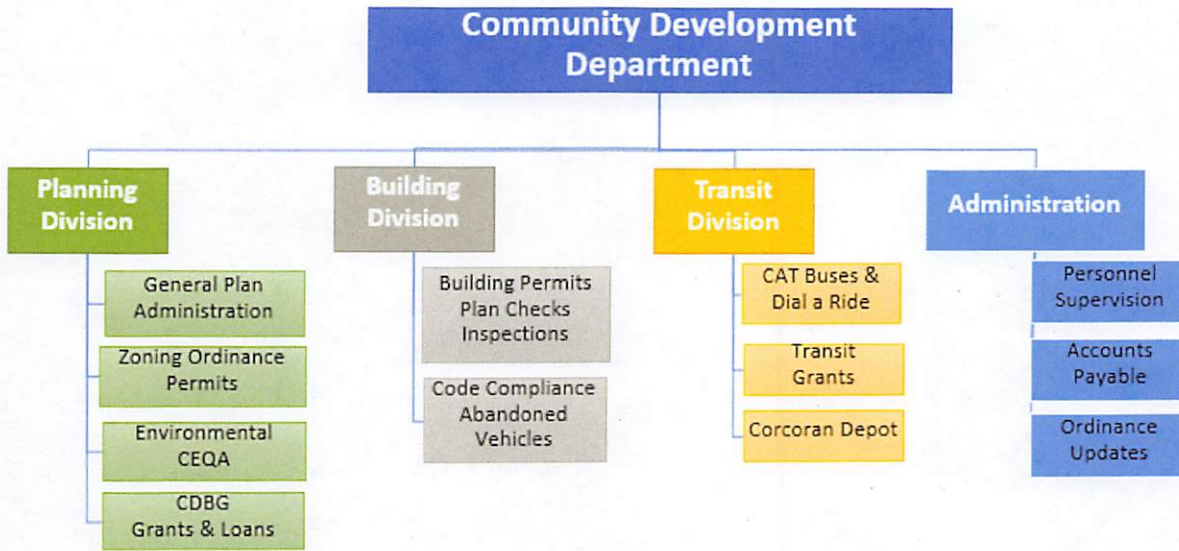 Community Development
Department
Planning
Division
General Plan
Administration
Zoning Ordinance
Permits
Environmental
CEQA
CDBG
Grants & Loans
Building
Division
Building Permits
Plan Checks
Inspections
Code Compliance
Abandoned
Vehicles
Transit
Division
CAT Buses &
Dial a Ride
Transit
Grants
Corcoran Depot
Administration
Personnel
Supervision
Accounts
Payable
Ordinance
Updates